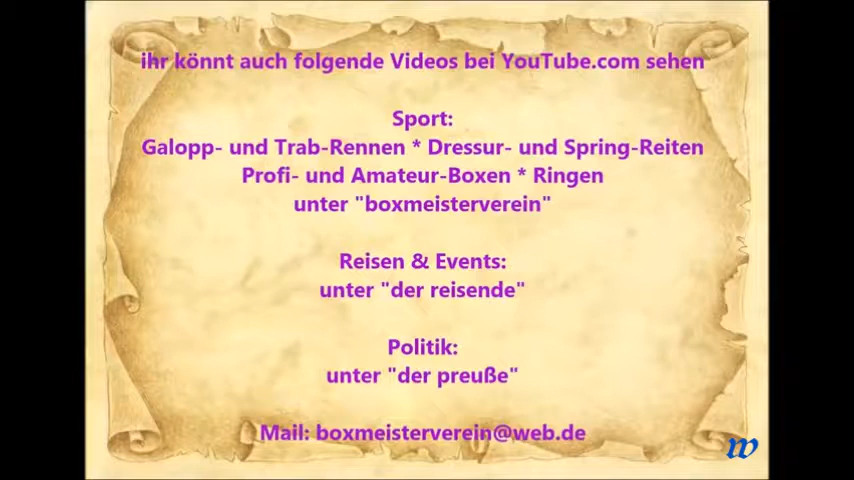 ihr könnt auch folgende Videos bei YouTube.com sehen
Sport:
Galopp- und Trab-Rennen * Dressur- und Spring-Reiten
Profi- und Amateur-Boxen * Ringen
unter "boxmeisterverein"
Reisen & Events:
unter "der reisende"
Politik:
unter "der preuße"
Mail: boxmeisterverein@web.de
w